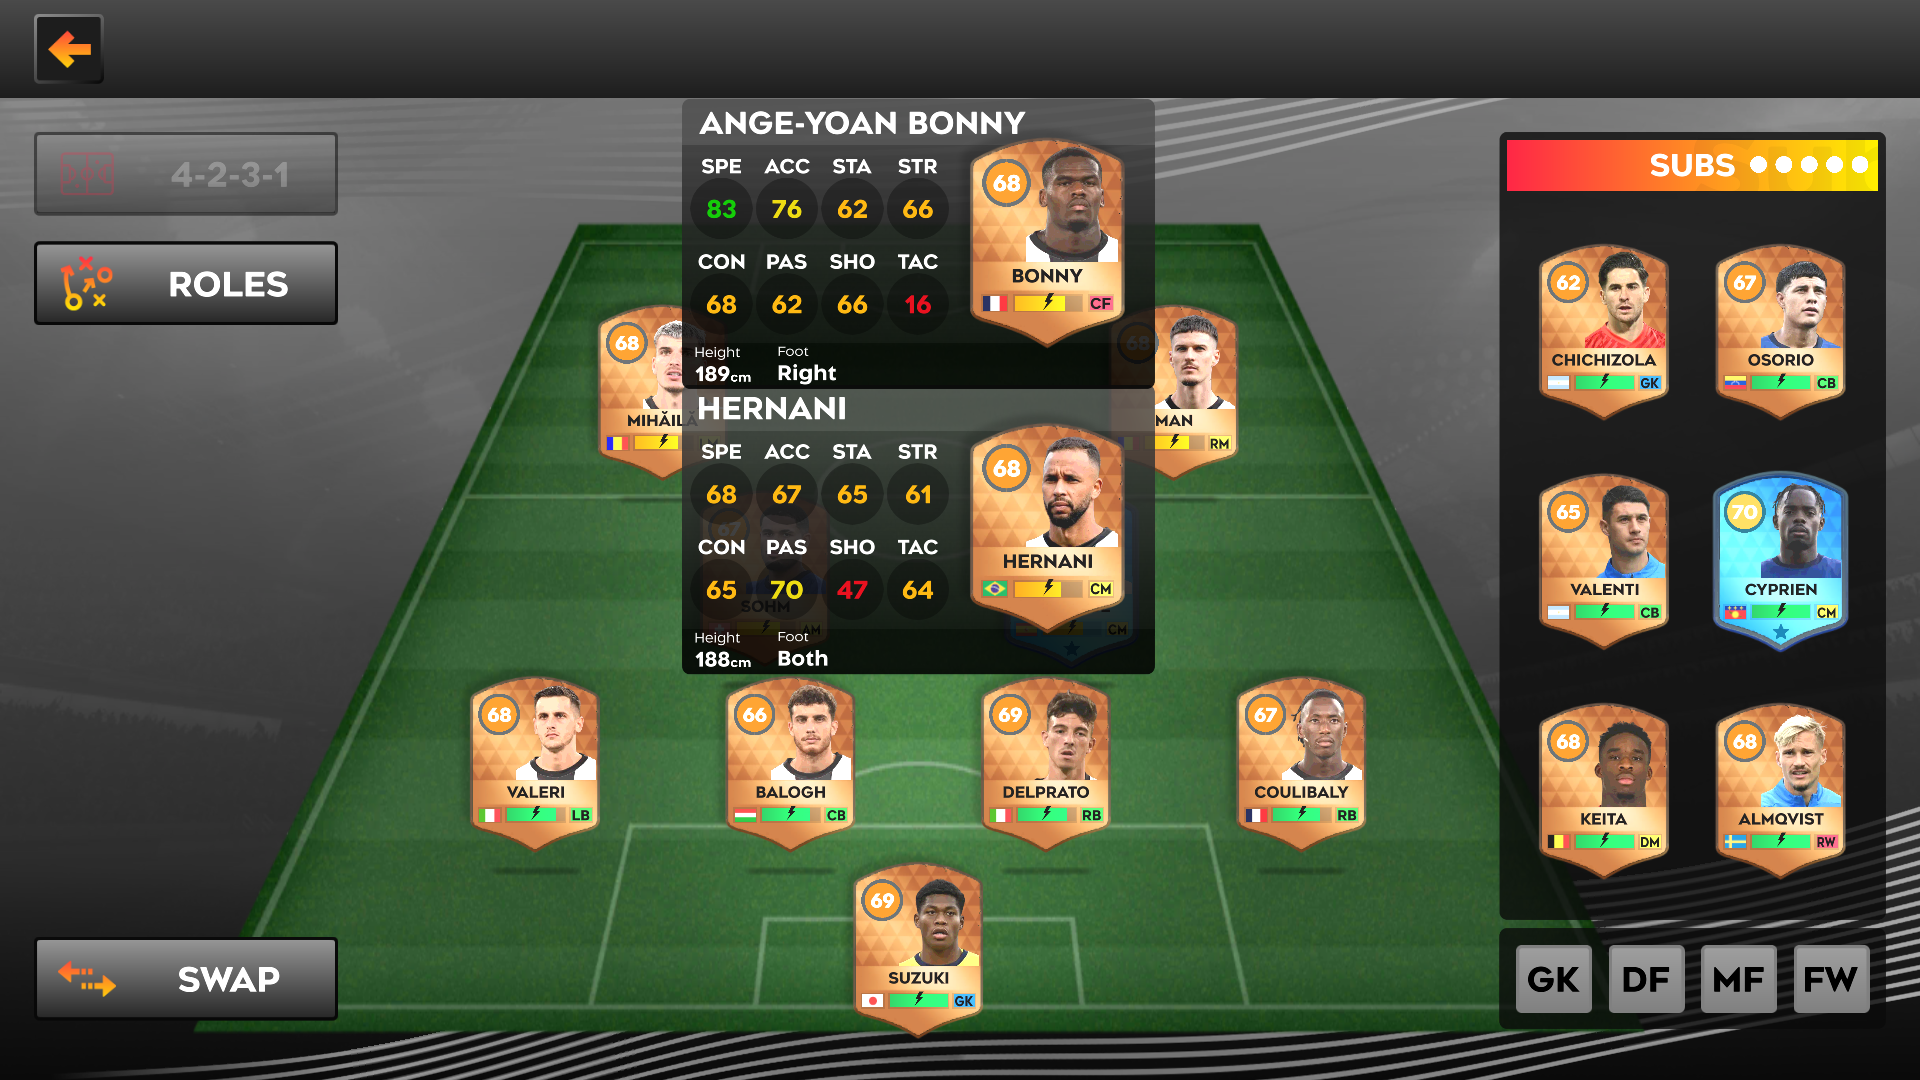 4-2-3-1
ROLES
SWAP
ANGE-YOAN BONNY
SPE ACC STA STR
83 76 62 66
CON PAS SHO TAC
68 62 66 16
Height Foot
189cm Right
68
BONNY
CF
HERNANI
SPE ACC STA STR
68 67 65 61
CON PAS SHO TAC
65 70 47 64
Height Foot
188cm Both
68
HERNANI
CM
68
MIHĂILĂ
68
MAN
RM
67
SOHM
AM
CM
68
VALERI
LB
66
BALOGH
CB
69
DELPRATO
RB
67
COULIBALY
RB
69
SUZUKI
GK
SUBS
62
CHICHIZOLA
GK
67
OSORIO
CB
65
VALENTI
CB
70
CYPRIEN
CM
68
KEITA
DM
68
ALMQVIST
RW
GK DF MF FW